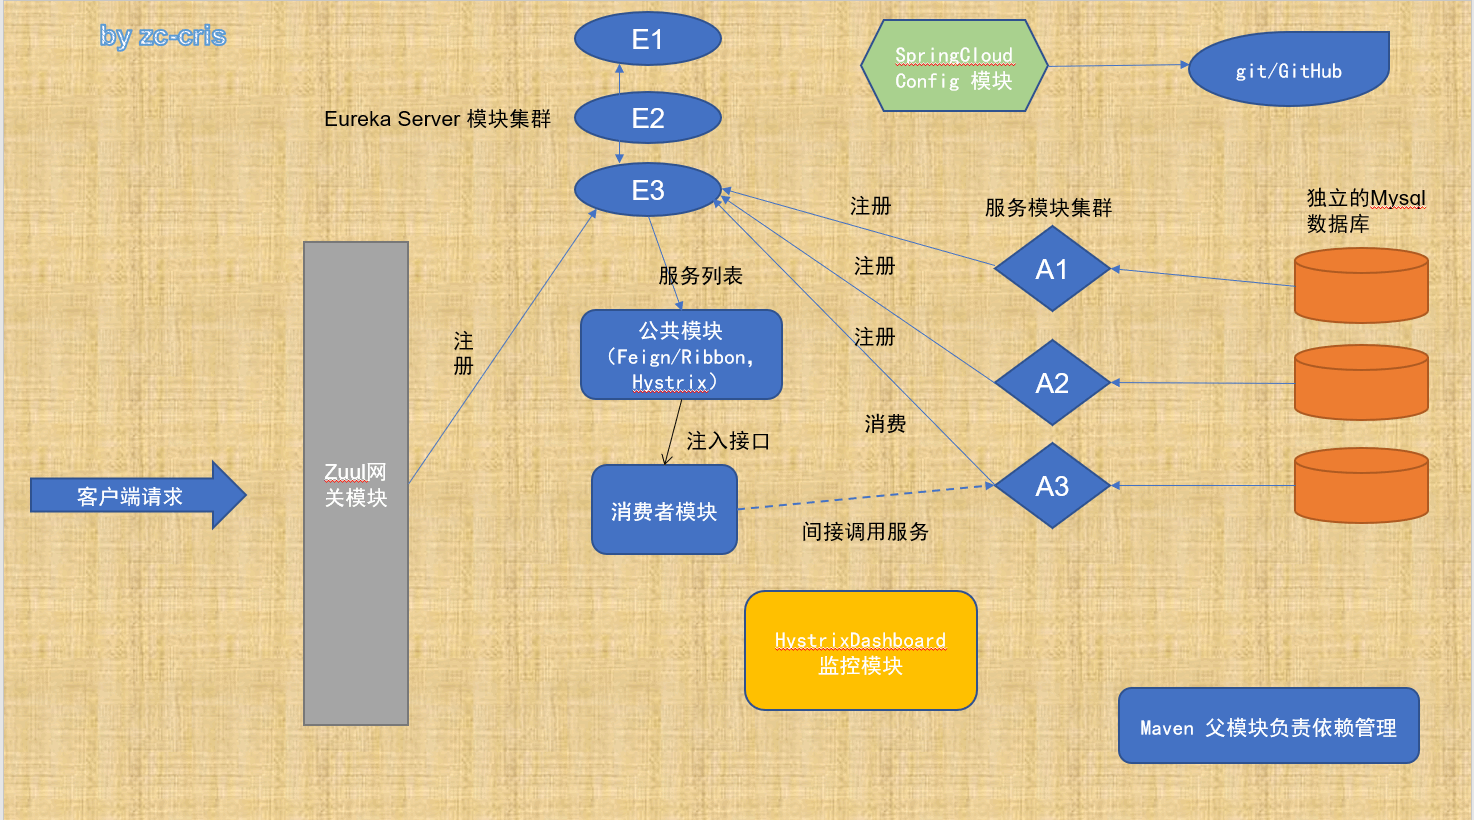 by zc-cris
E1
SpringCloud
Config 模块
git/GitHub
Eureka Server 模块集群
E2
E3
注册
服务模块集群
独立的Mysql
数据库
A1
注册
服务列表
公共模块
（Feign/Ribbon，
Hystrix）
注册
注
册
A2
消费
注入接口
Zuul网
关模块
客户端请求
消费者模块
A3
间接调用服务
HystrixDashboard
监控模块
Maven 父模块负责依赖管理